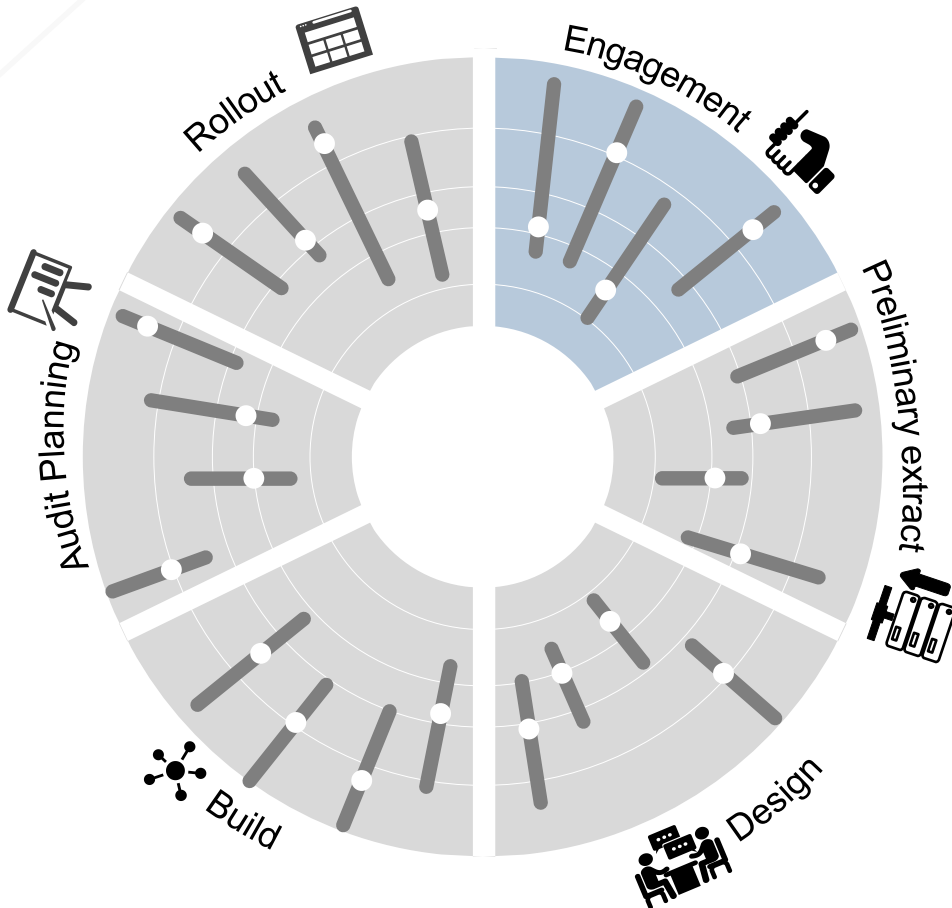 Engagement
Preliminary extract
Design
Build
Audit Planning
Rollout